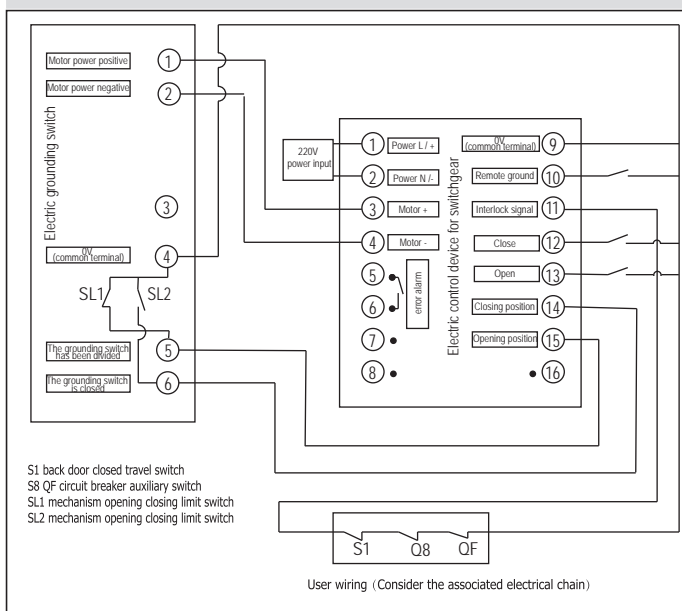 Electric grounding switch
Motor power positive
1
Motor power negative
2
3
0V
(common terminal)
4
SL1
SL2
The grounding switch
has been divided
5
The grounding switch
is closed
6
220V
power input
Electric control device for switchgear
1
Power L / +
2
Power N /-
3
Motor +
4
Motor -
5
6
error alarm
7
8
0V
(common terminal)
9
Remote ground
10
Interlock signal
11
Close
12
Open
13
Closing position
14
Opening position
15
16
S1 back door closed travel switch
S8 QF circuit breaker auxiliary switch
SL1 mechanism opening closing limit switch
SL2 mechanism opening closing limit switch
S1
Q8
QF
User wiring (Consider the associated electrical chain)